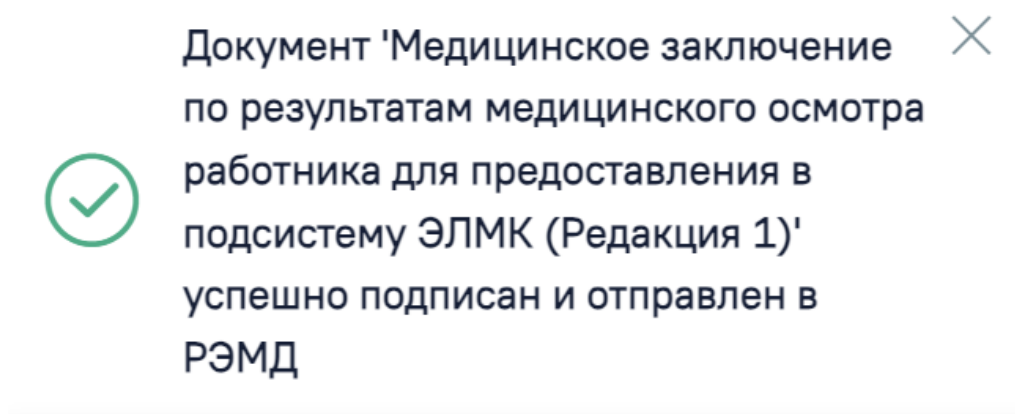 Документ 'Медицинское заключение
по результатам медицинского осмотра
работника для предоставления в
подсистему ЭЛМК (Редакция 1)'
успешно подписан и отправлен в
РЭМД